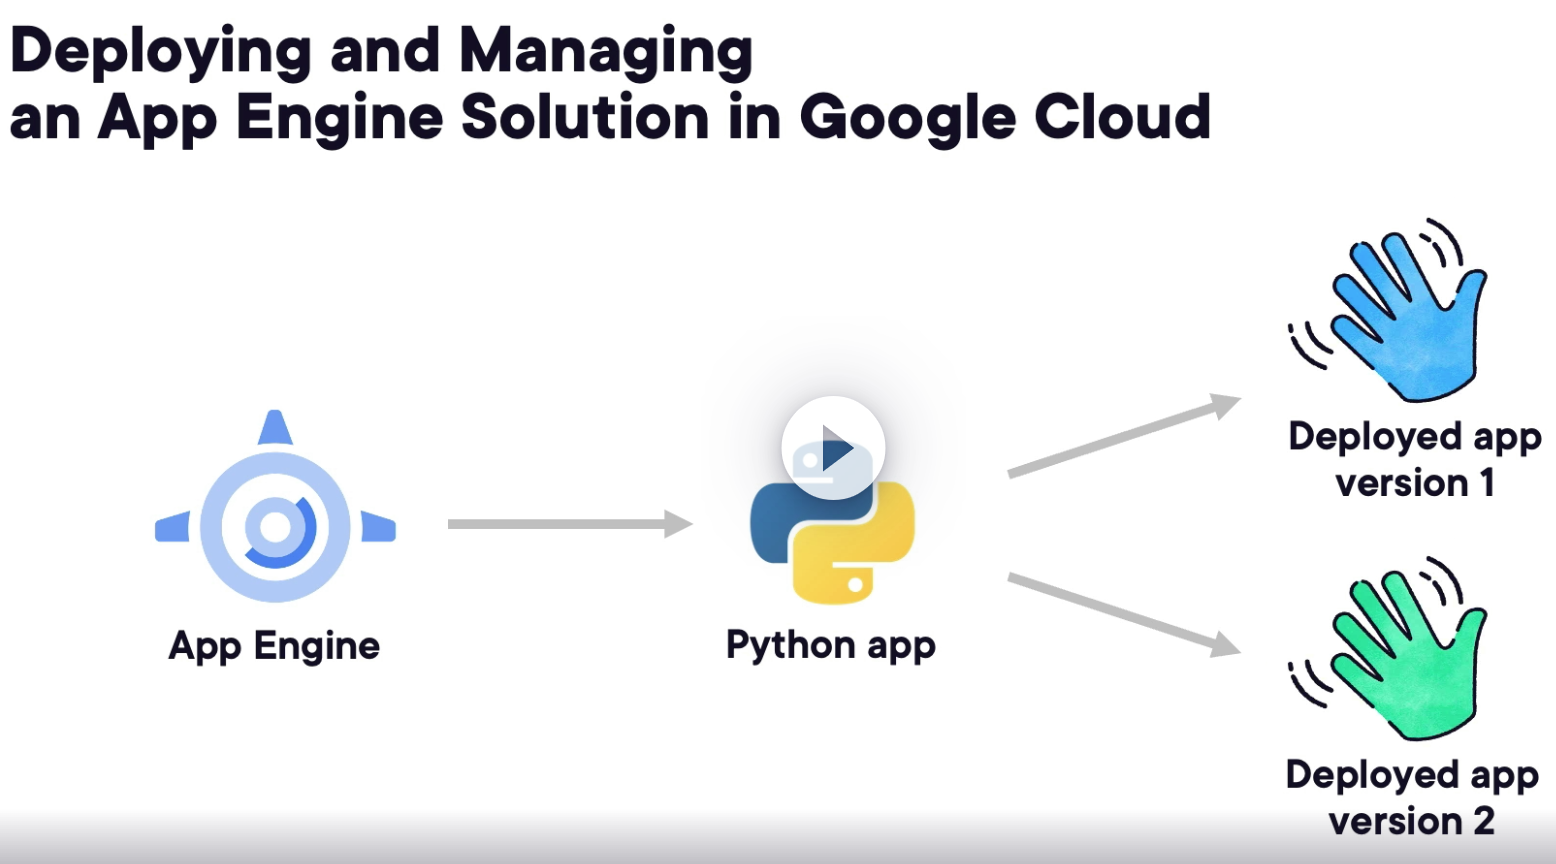 Deploying and Managing
an App Engine Solution in Google Cloud
App Engine
Python app
Deployed app
version 1
Deployed app
version 2